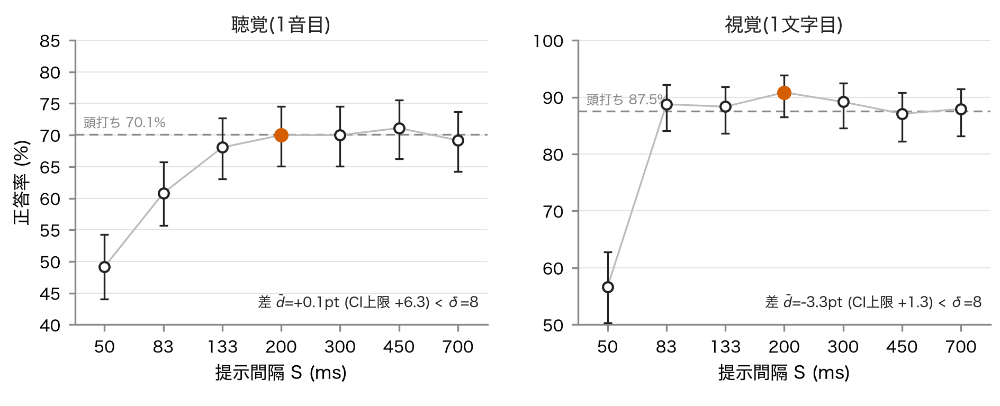 聴覚(1音目)
正答率 (%)
85
80
75
70
65
60
55
50
45
40
頭打ち 70.1%
差 d̄=+0.1pt (CI上限 +6.3) < δ=8
50 83 133 200 300 450 700
提示間隔 S (ms)
視覚(1文字目)
100
90
80
70
60
50
頭打ち 87.5%
差 d̄=-3.3pt (CI上限 +1.3) < δ=8
50 83 133 200 300 450 700
提示間隔 S (ms)